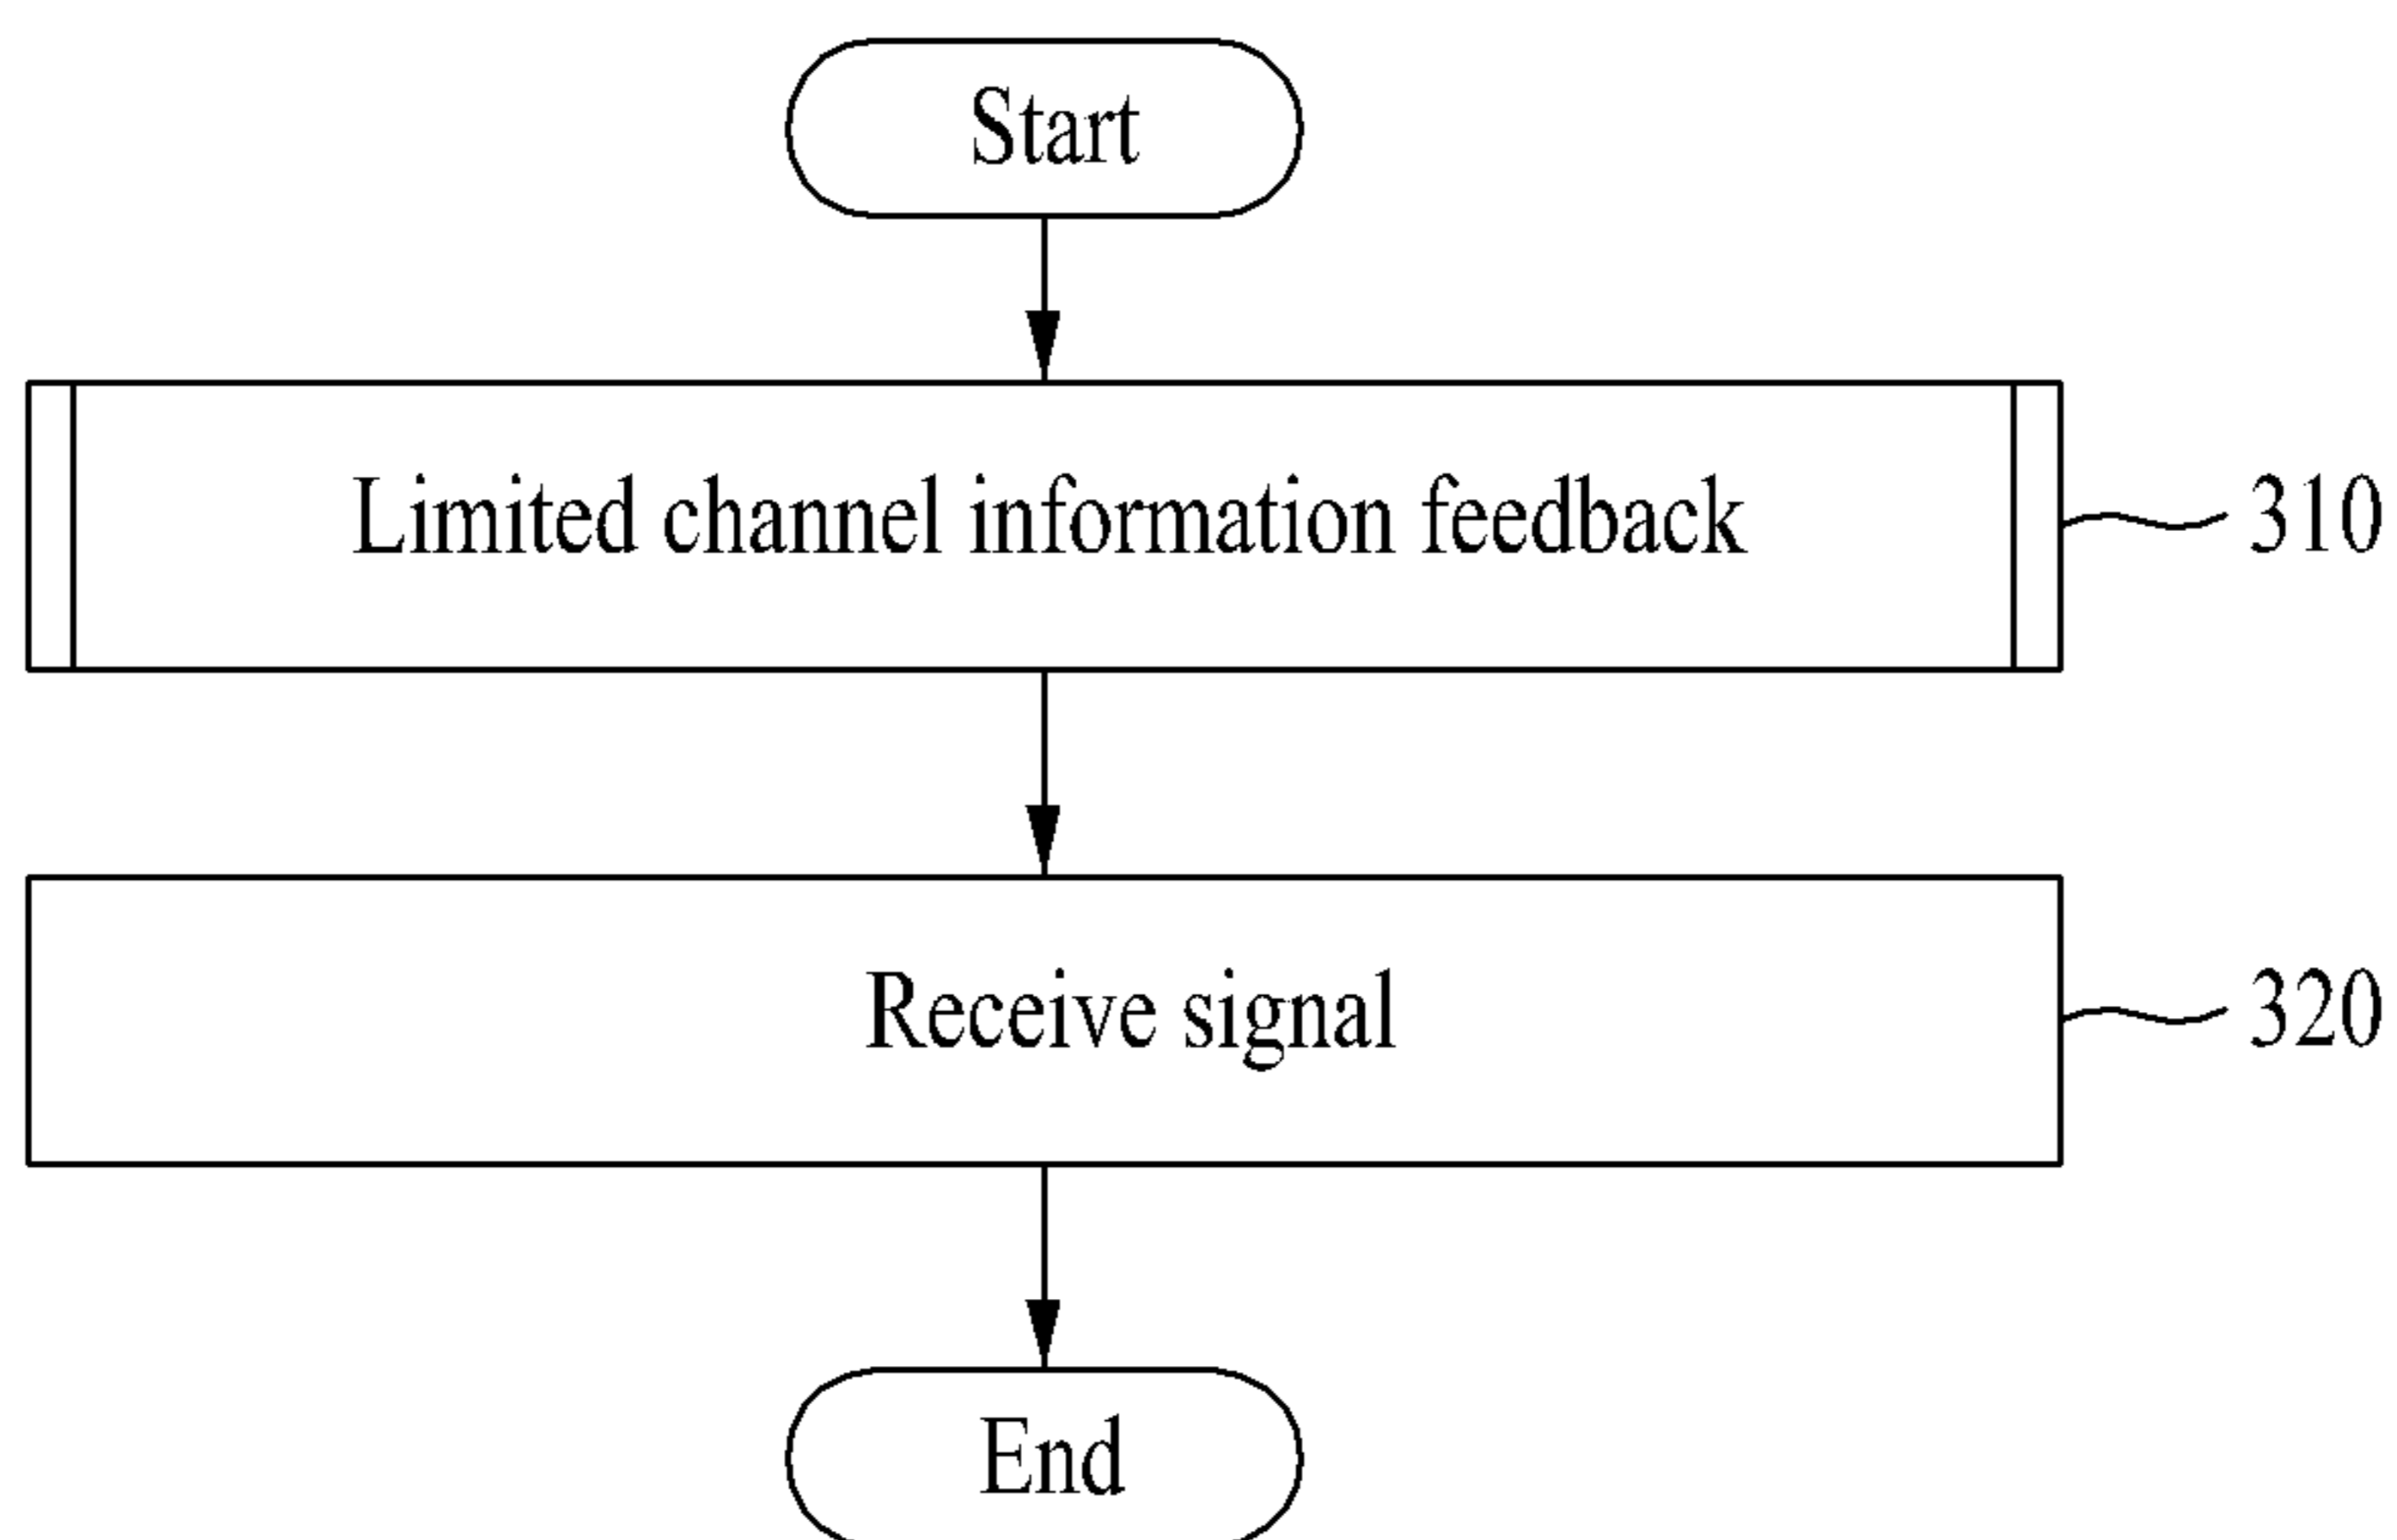 Start
Limited channel information feedback
310
Receive signal
320
End